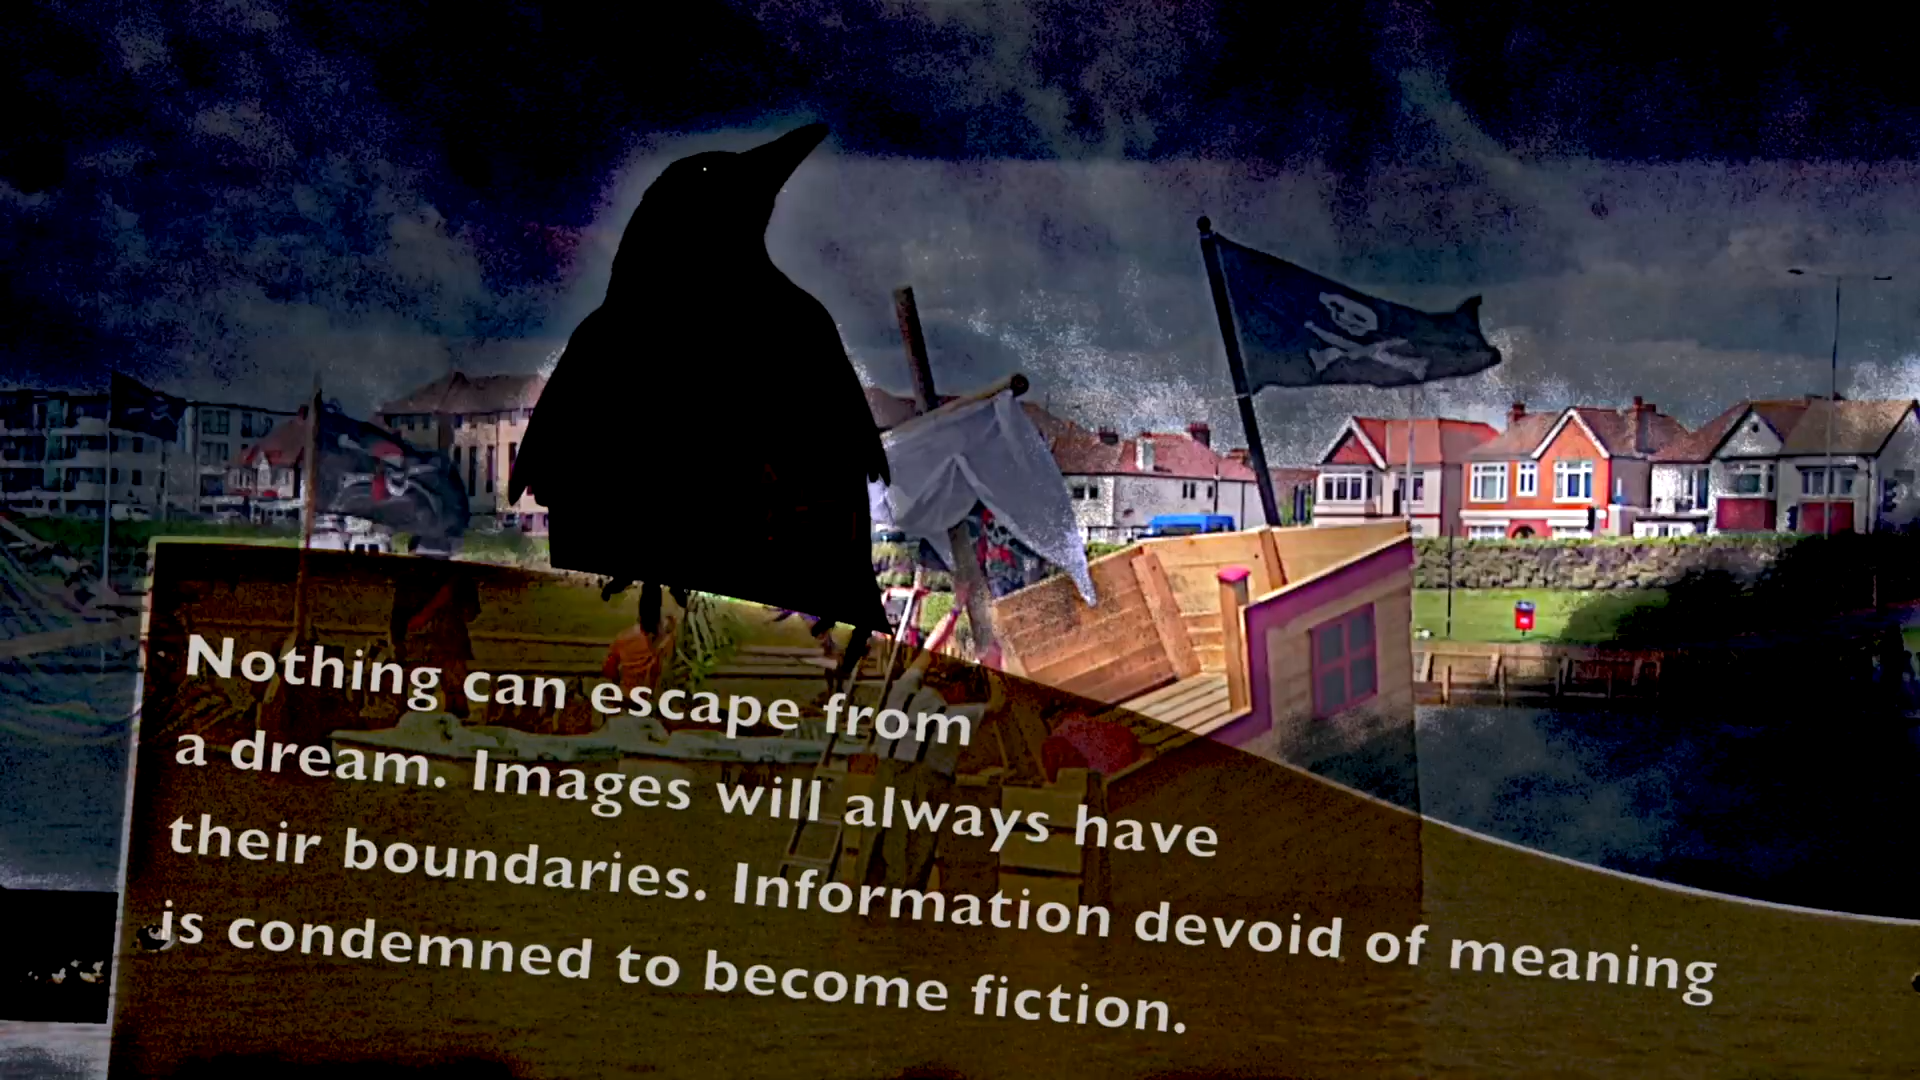 Nothing can escape from
a dream. Images will always have
their boundaries. Information devoid of meaning
is condemned to become fiction.